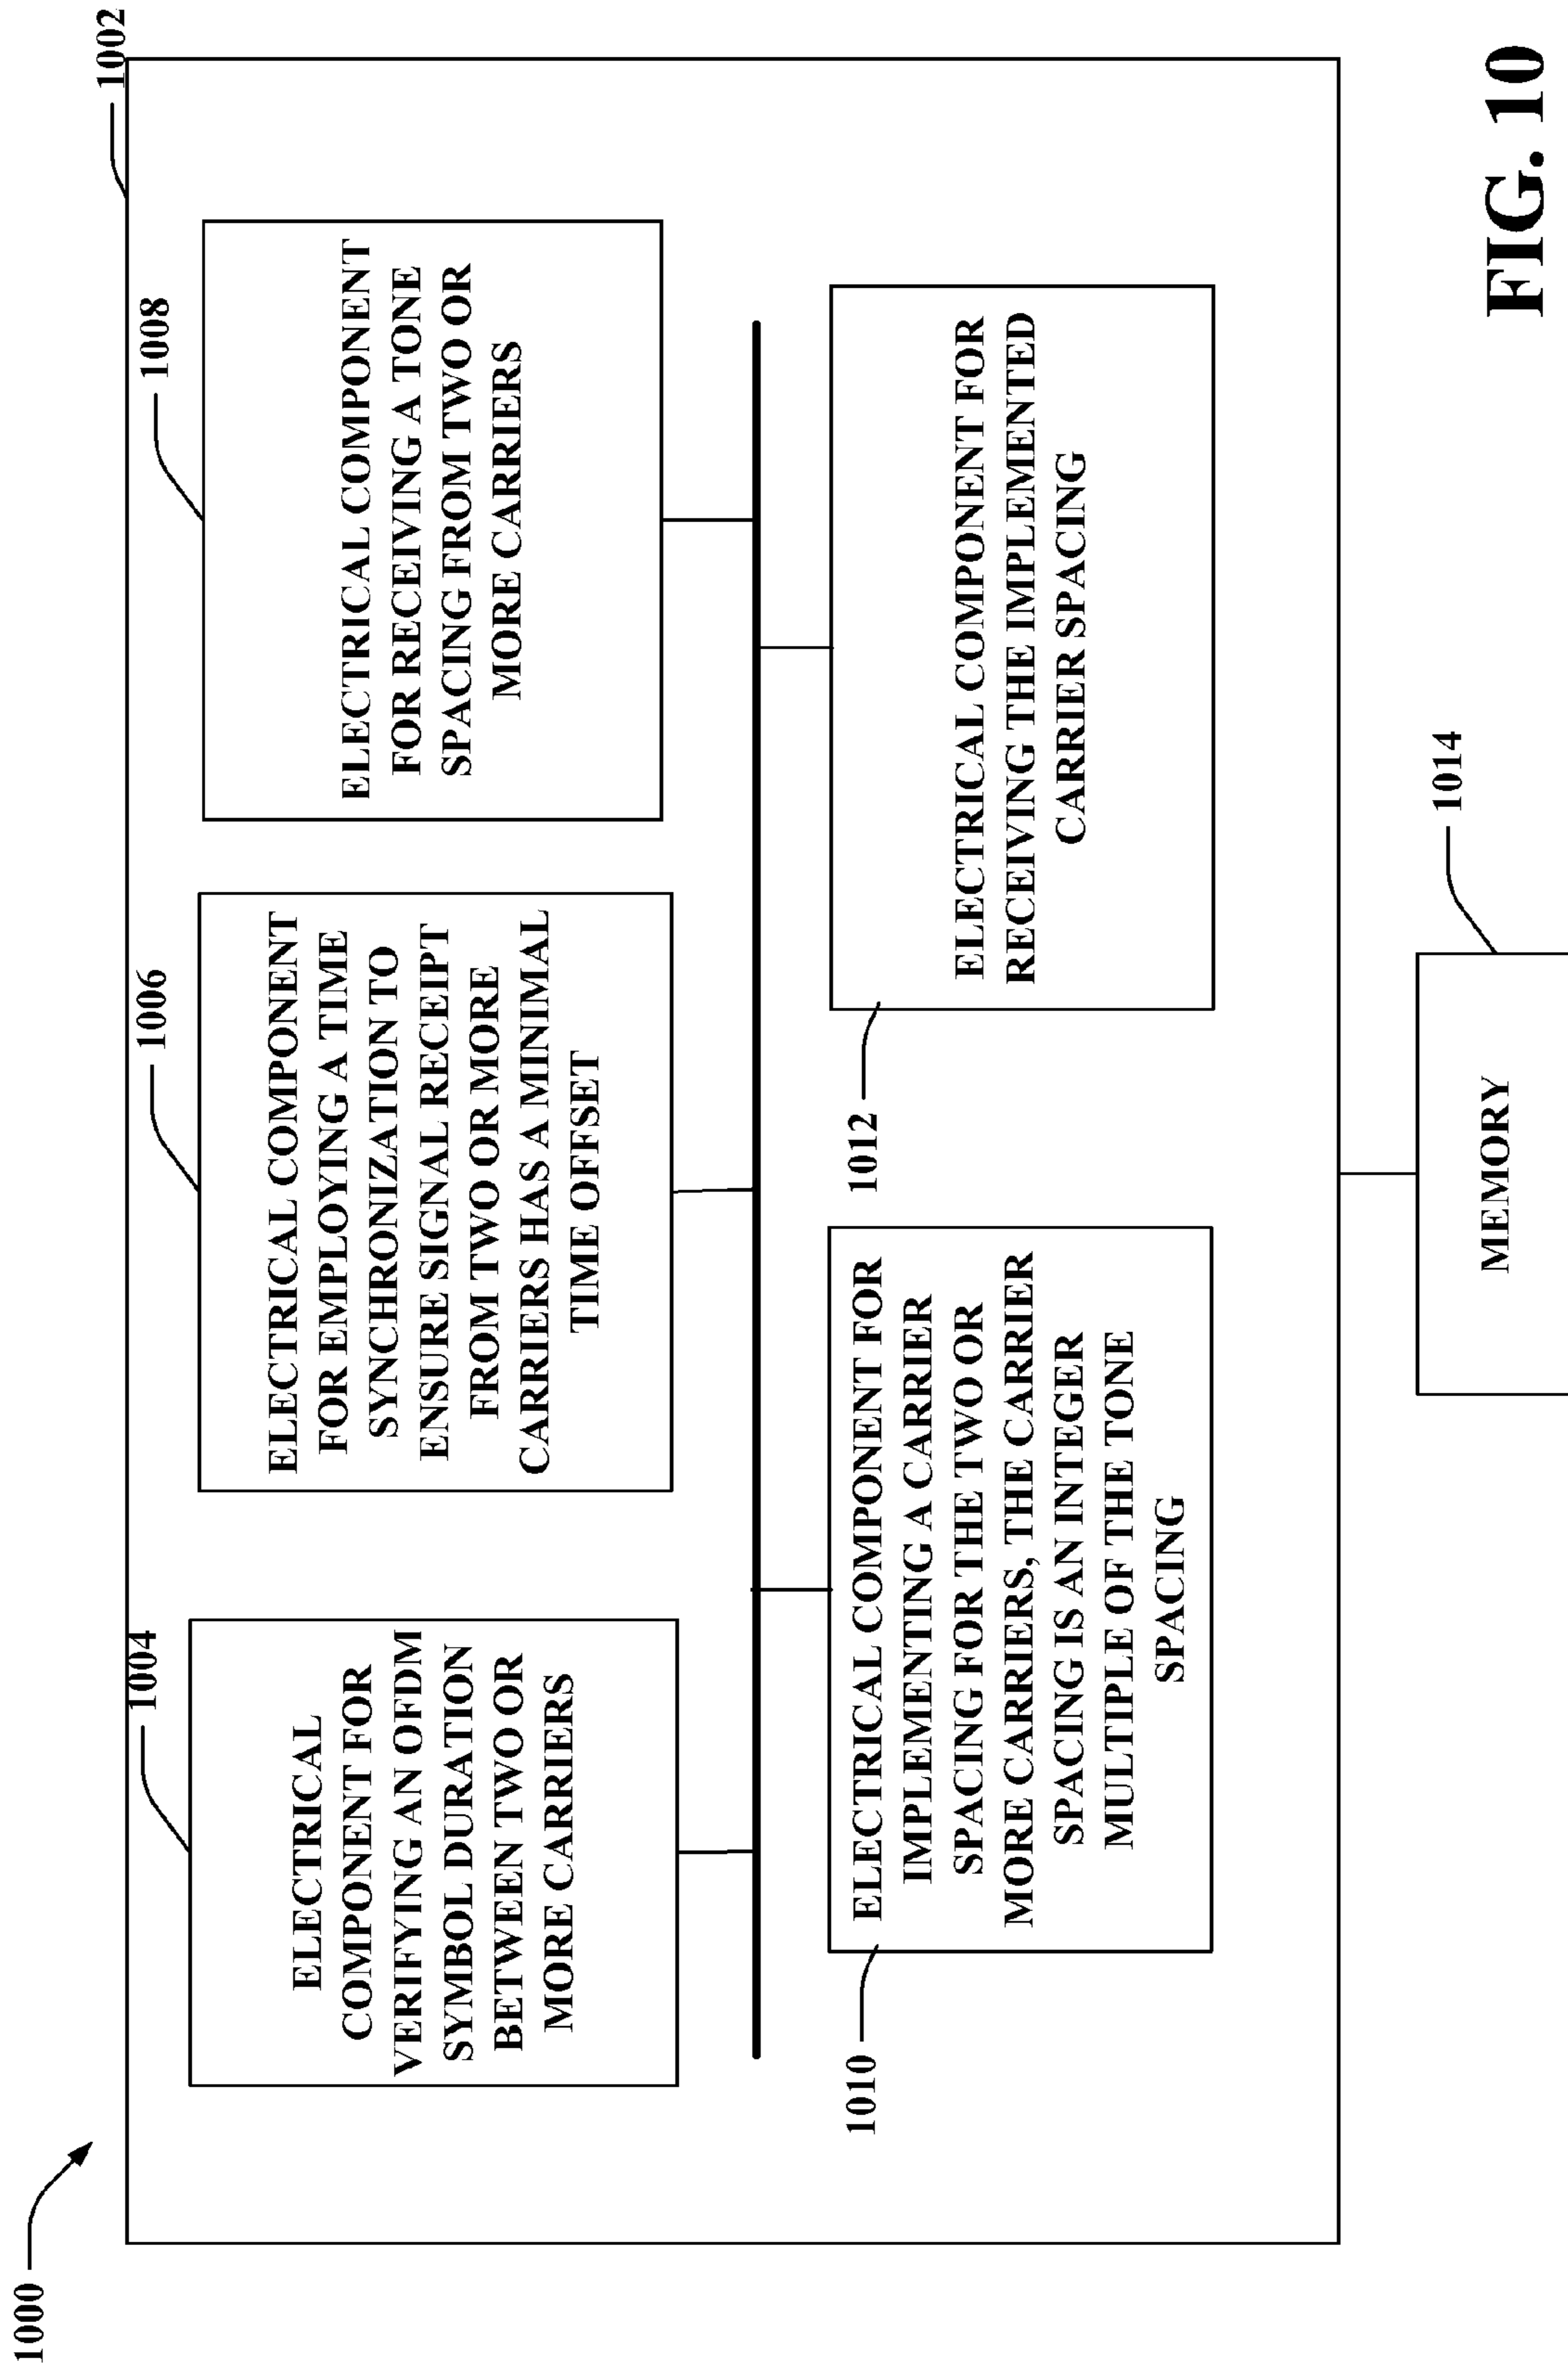 1000
1002
1004
ELECTRICAL
COMPONENT FOR
VERIFYING AN OFDM
SYMBOL DURATION
BETWEEN TWO OR
MORE CARRIERS
1006
ELECTRICAL COMPONENT
FOR EMPLOYING A TIME
SYNCHRONIZATION TO
ENSURE SIGNAL RECEIPT
FROM TWO OR MORE
CARRIERS HAS A MINIMAL
TIME OFFSET
1008
ELECTRICAL COMPONENT
FOR RECEIVING A TONE
SPACING FROM TWO OR
MORE CARRIERS
1010
ELECTRICAL COMPONENT FOR
IMPLEMENTING A CARRIER
SPACING FOR THE TWO OR
MORE CARRIERS, THE CARRIER
SPACING IS AN INTEGER
MULTIPLE OF THE TONE
SPACING
1012
ELECTRICAL COMPONENT FOR
RECEIVING THE IMPLEMENTED
CARRIER SPACING
1014
MEMORY
FIG. 10